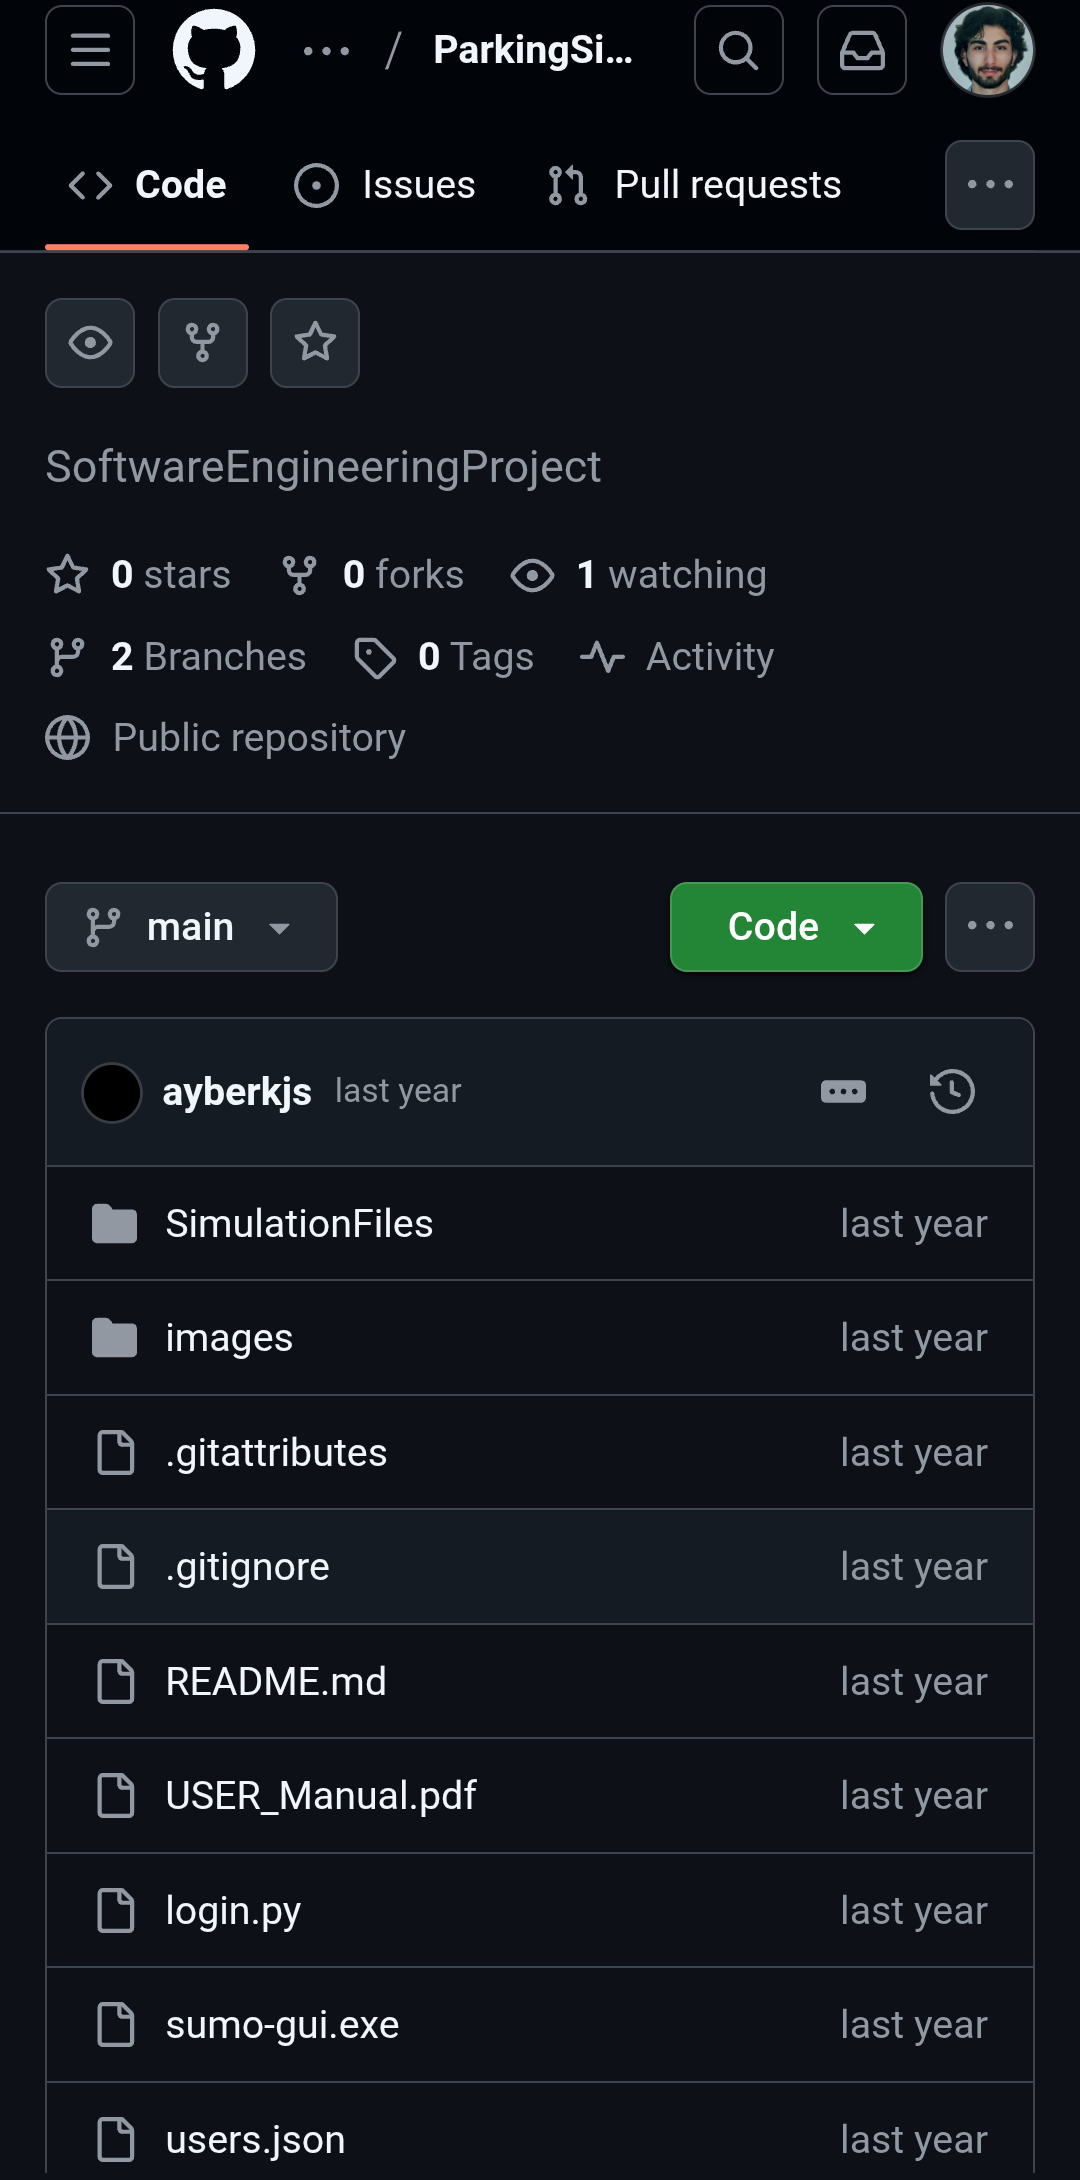 / ParkingSi...
Code Issues Pull requests
SoftwareEngineeringProject
0 stars 0 forks 1 watching
2 Branches 0 Tags Activity
Public repository
main Code
ayberkjs last year
SimulationFiles last year
images last year
.gitattributes last year
.gitignore last year
README.md last year
USER_Manual.pdf last year
login.py last year
sumo-gui.exe last year
users.json last year